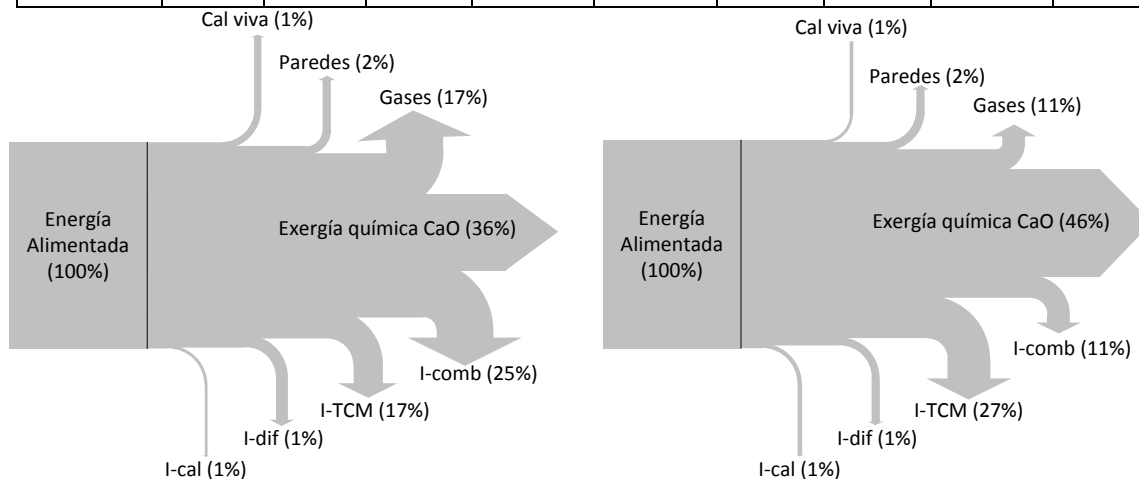 Cal viva (1%)
Paredes (2%)
Gases (17%)
Energía
Alimentada
(100%)
Exergía química CaO (36%)
I-comb (25%)
I-TCM (17%)
I-dif (1%)
I-cal (1%)
Cal viva (1%)
Paredes (2%)
Gases (11%)
Energía
Alimentada
(100%)
Exergía química CaO (46%)
I-comb (11%)
I-TCM (27%)
I-dif (1%)
I-cal (1%)